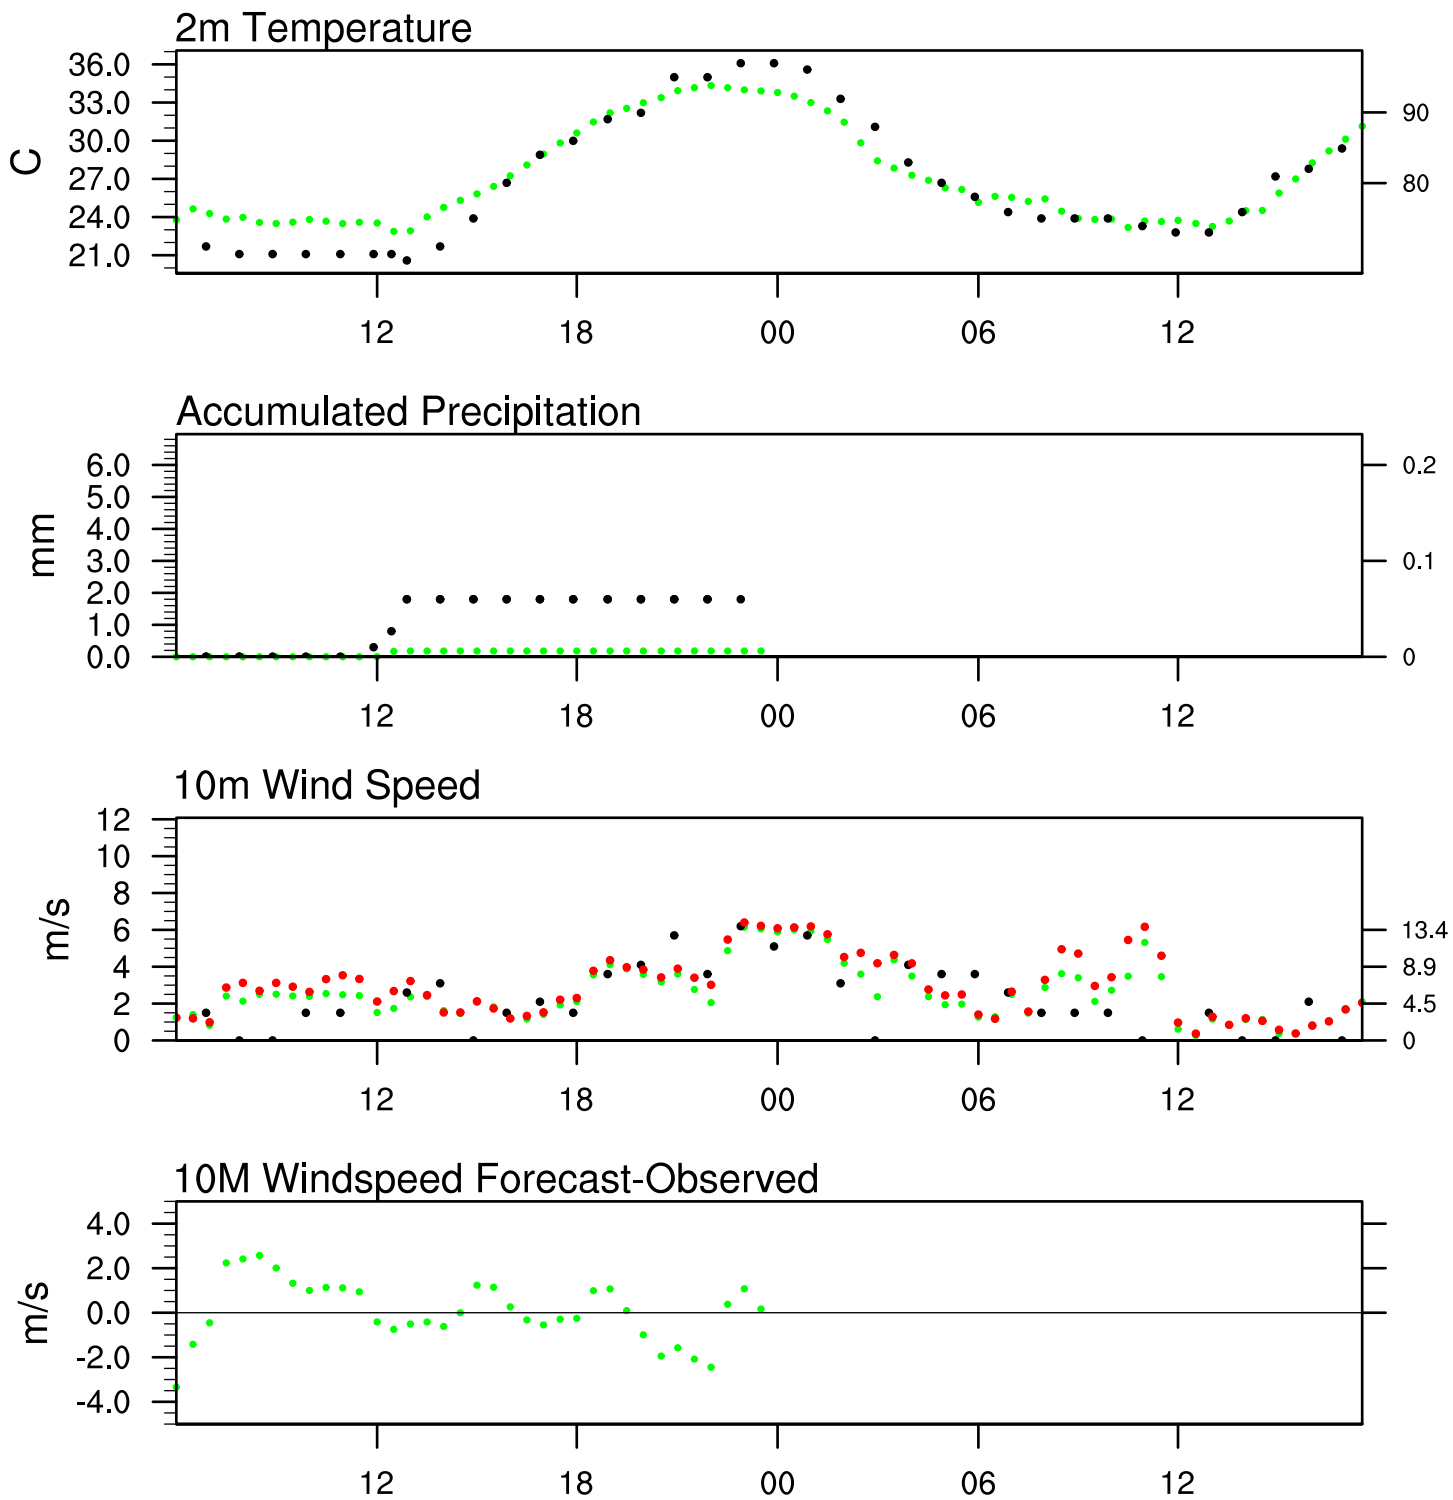 2m Temperature
36.0
33.0
30.0
27.0
24.0
21.0
C
90
80
12 18 00 06 12
Accumulated Precipitation
6.0
5.0
4.0
3.0
2.0
1.0
0.0
mm
0.2
0.1
0
12 18 00 06 12
10m Wind Speed
12
10
8
6
4
2
0
m/s
13.4
8.9
4.5
0
12 18 00 06 12
10M Windspeed Forecast-Observed
4.0
2.0
0.0
-2.0
-4.0
m/s
12 18 00 06 12